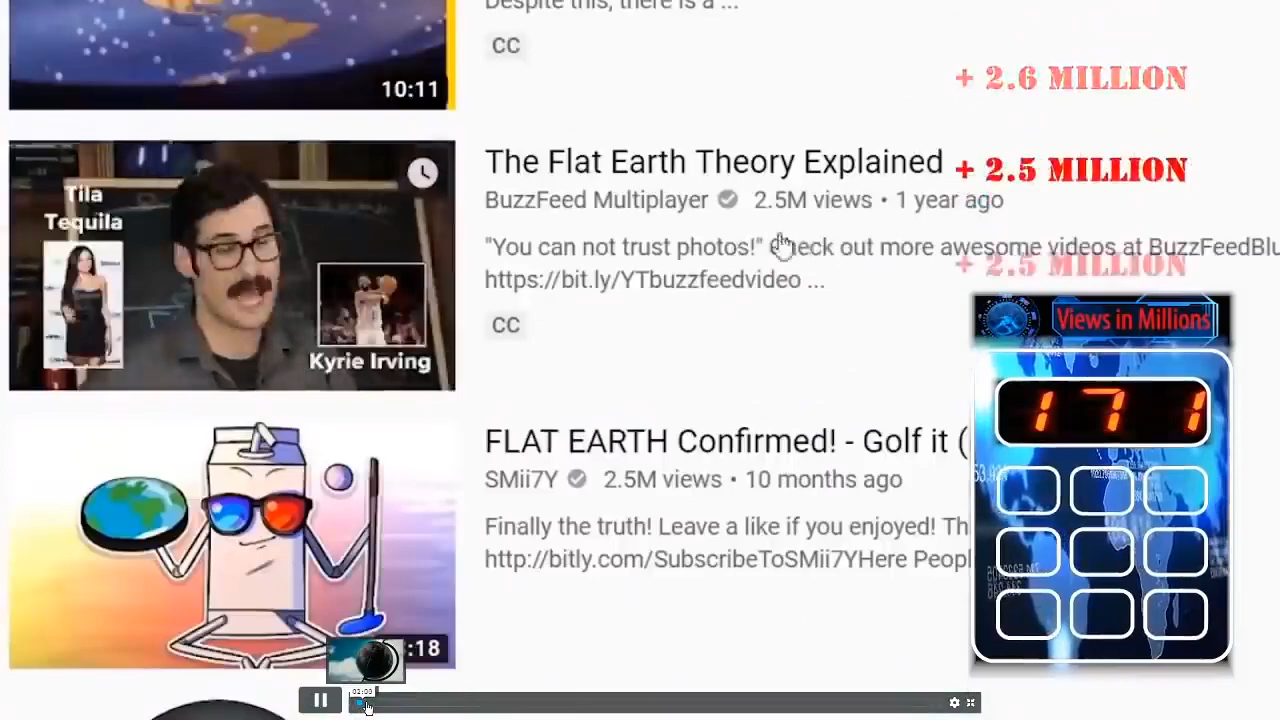 Despite this, there is a ...
CC
10:11
+ 2.6 MILLION
The Flat Earth Theory Explained
+ 2.5 MILLION
BuzzFeed Multiplayer
2.5M views • 1 year ago
"You can not trust photos!" Check out more awesome videos at BuzzFeedBlu
+ 2.5 MILLION
https://bit.ly/YTbuzzfeedvideo ...
CC
Tila
Tequila
Kyrie Irving
Views in Millions
171
FLAT EARTH Confirmed! - Golf it (
SMii7Y
2.5M views • 10 months ago
Finally the truth! Leave a like if you enjoyed! Th
http://bitly.com/SubscribeToSMii7YHere Peopl
:18
02:00